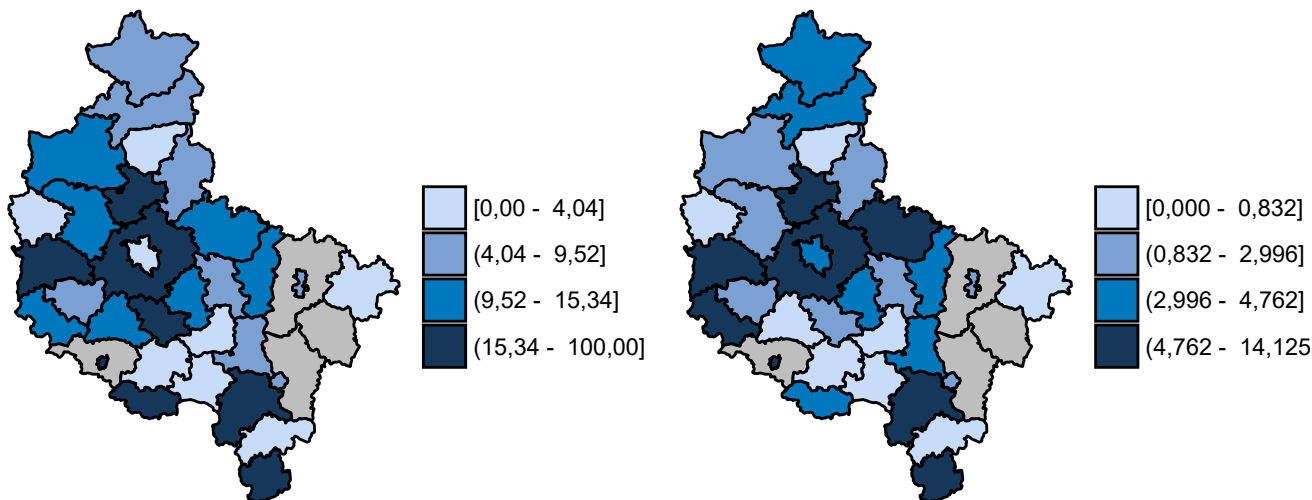 [0,00 - 4,04]
(4,04 - 9,52]
(9,52 - 15,34]
(15,34 - 100,00]
[0,000 - 0,832]
(0,832 - 2,996]
(2,996 - 4,762]
(4,762 - 14,125